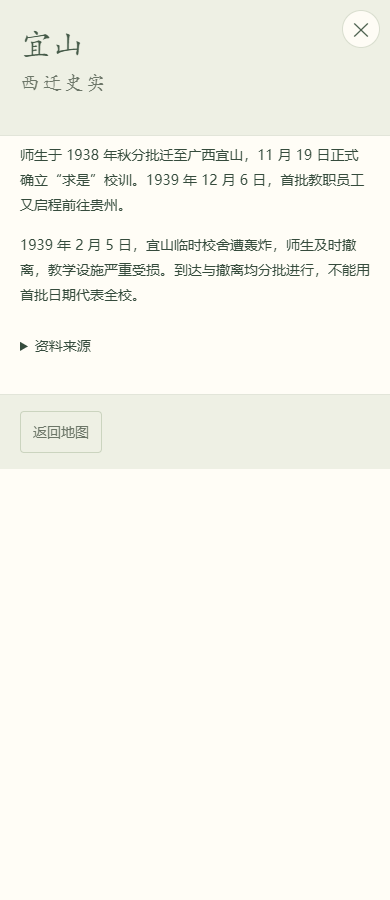 宜山
西迁史实
师生于 1938 年秋分批迁至广西宜山，11 月 19 日正式
确立“求是”校训。1939 年 12 月 6 日，首批教职员工
又启程前往贵州。
1939 年 2 月 5 日，宜山临时校舍遭轰炸，师生及时撤
离，教学设施严重受损。到达与撤离均分批进行，不能用
首批日期代表全校。
▶ 资料来源
返回地图